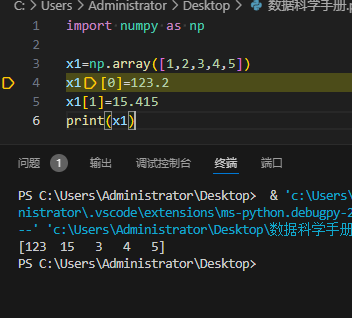 C: > Users > Administrator > Desktop > 数据科学手册.p
1 import numpy as np
2
3 x1=np.array([1,2,3,4,5])
4 x1[0]=123.2
5 x1[1]=15.415
6 print(x1)
问题 1 输出 调试控制台 终端 端口
PS C:\Users\Administrator\Desktop> & 'c:\Users\
nistrator\.vscode\extensions\ms-python.debugpy-2
--' 'c:\Users\Administrator\Desktop\数据科学手册
[123 15 3 4 5]
PS C:\Users\Administrator\Desktop>